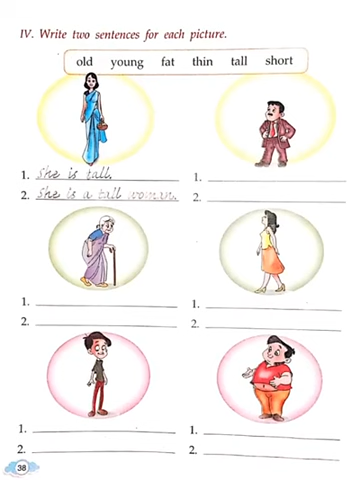 IV. Write two sentences for each picture.
old young fat thin tall short
1. She is tall.
1.
2. She is a tall woman.
2.
1.
1.
2.
2.
1.
1.
2.
2.
38